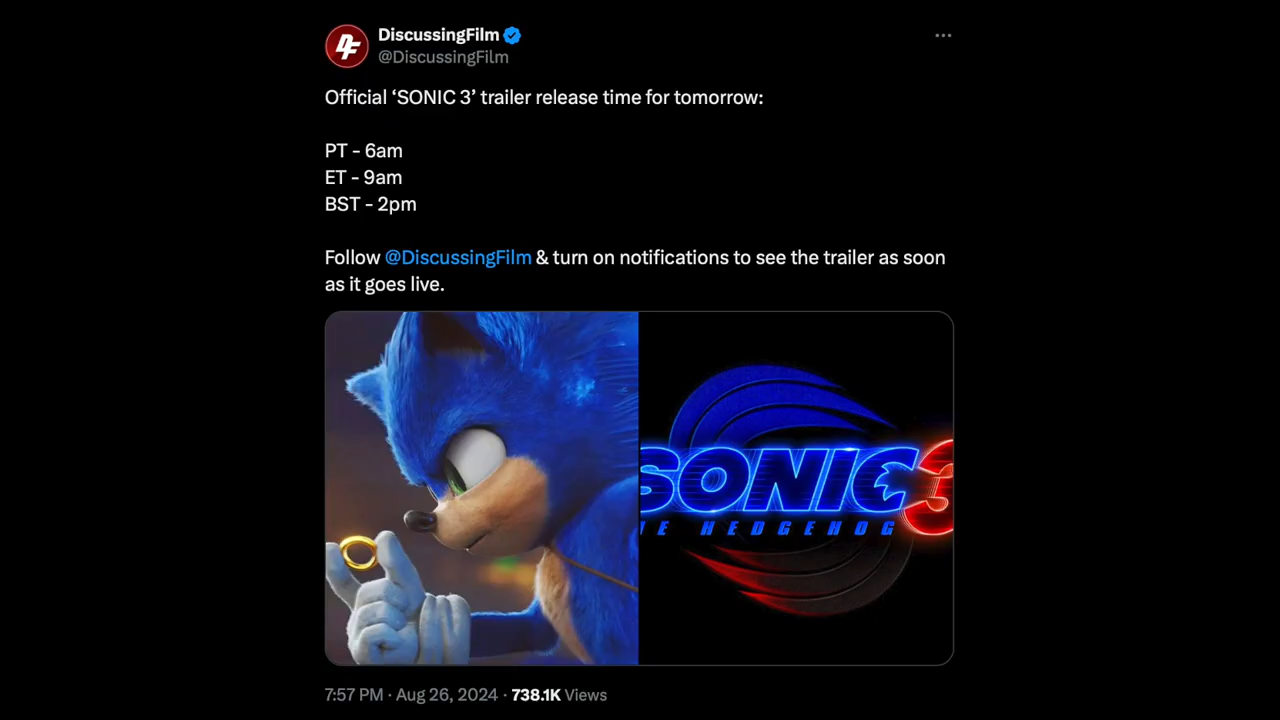 DiscussingFilm
@DiscussingFilm
Official ‘SONIC 3’ trailer release time for tomorrow:
PT - 6am
ET - 9am
BST - 2pm
Follow @DiscussingFilm & turn on notifications to see the trailer as soon
as it goes live.
SONIC 3
HE HEDGEHOG
7:57 PM · Aug 26, 2024 · 738.1K Views